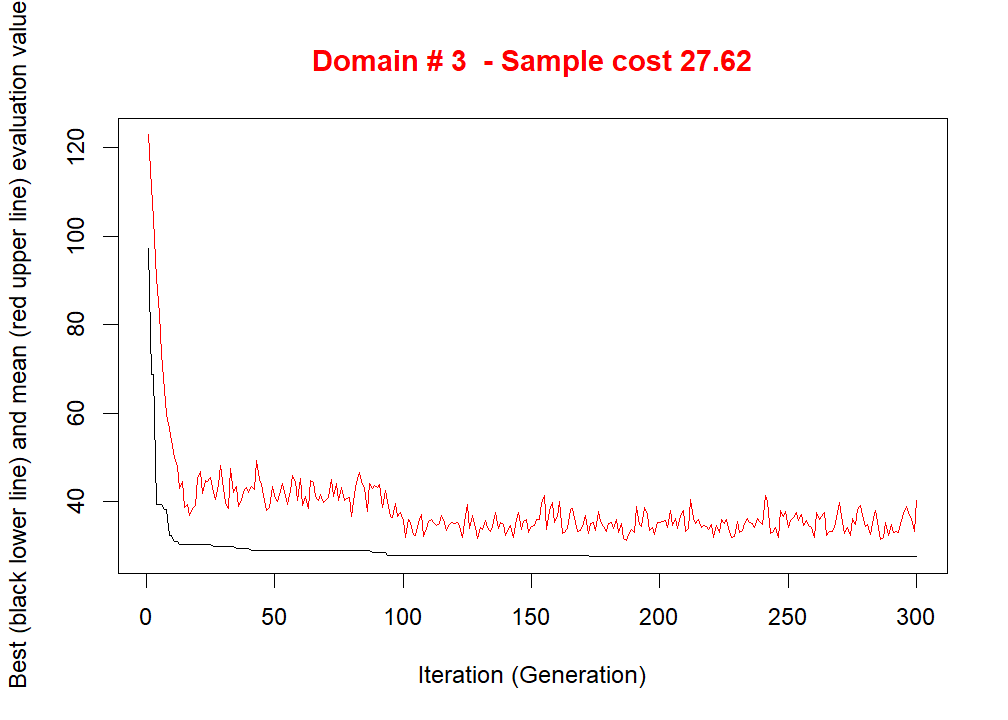 Domain # 3  - Sample cost 27.62
Best (black lower line) and mean (red upper line) evaluation value
120
100
80
60
40
0 50 100 150 200 250 300
Iteration (Generation)